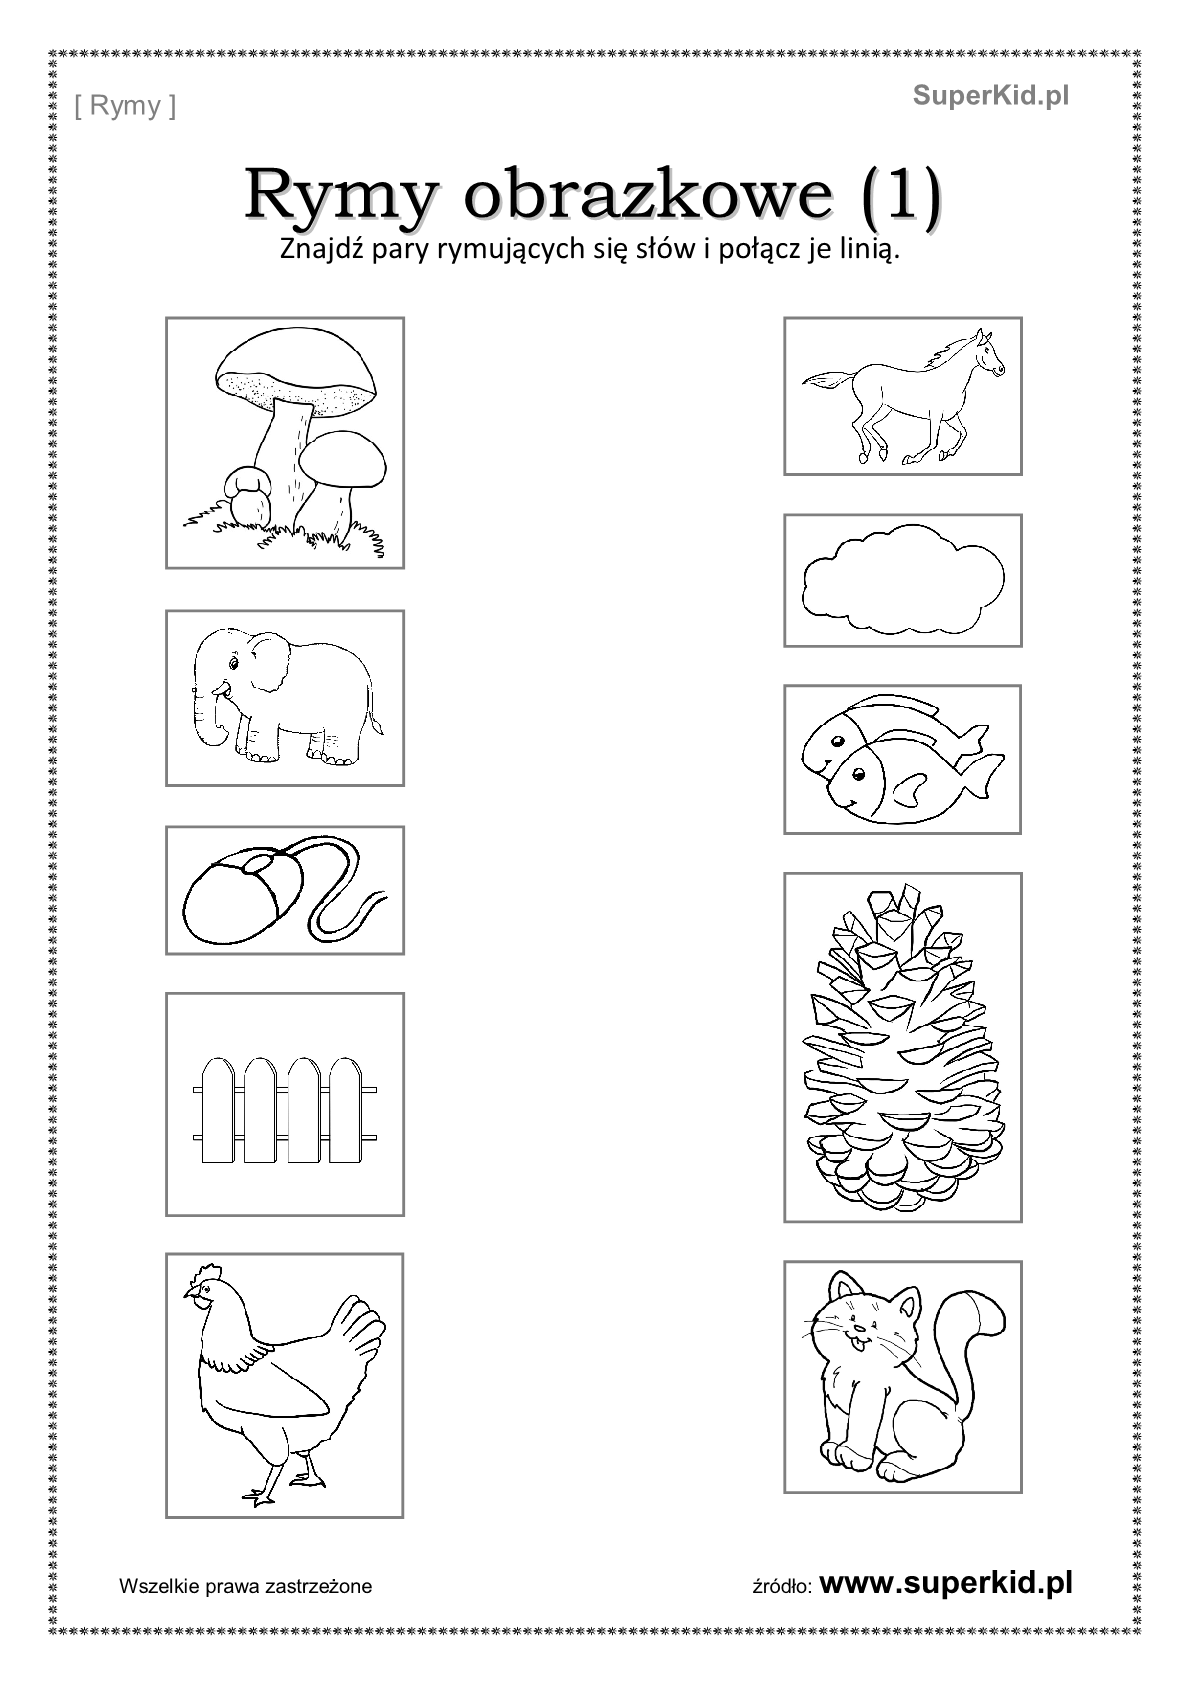 [ Rymy ]
SuperKid.pl
Rymy obrazkowe (1)
Znajdź pary rymujących się słów i połącz je linią.
Wszelkie prawa zastrzeżone
źródło: www.superkid.pl